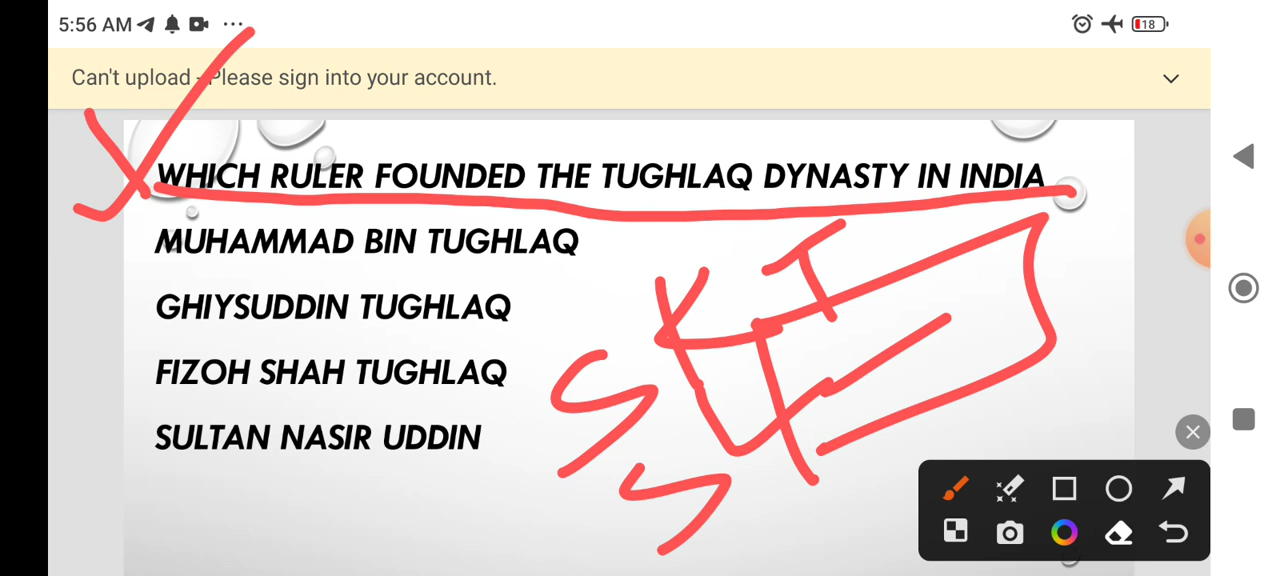 5:56 AM
18
Can't upload - Please sign into your account.
WHICH RULER FOUNDED THE TUGHLAQ DYNASTY IN INDIA
MUHAMMAD BIN TUGHLAQ
GHIYSUDDIN TUGHLAQ
FIZOH SHAH TUGHLAQ
SULTAN NASIR UDDIN